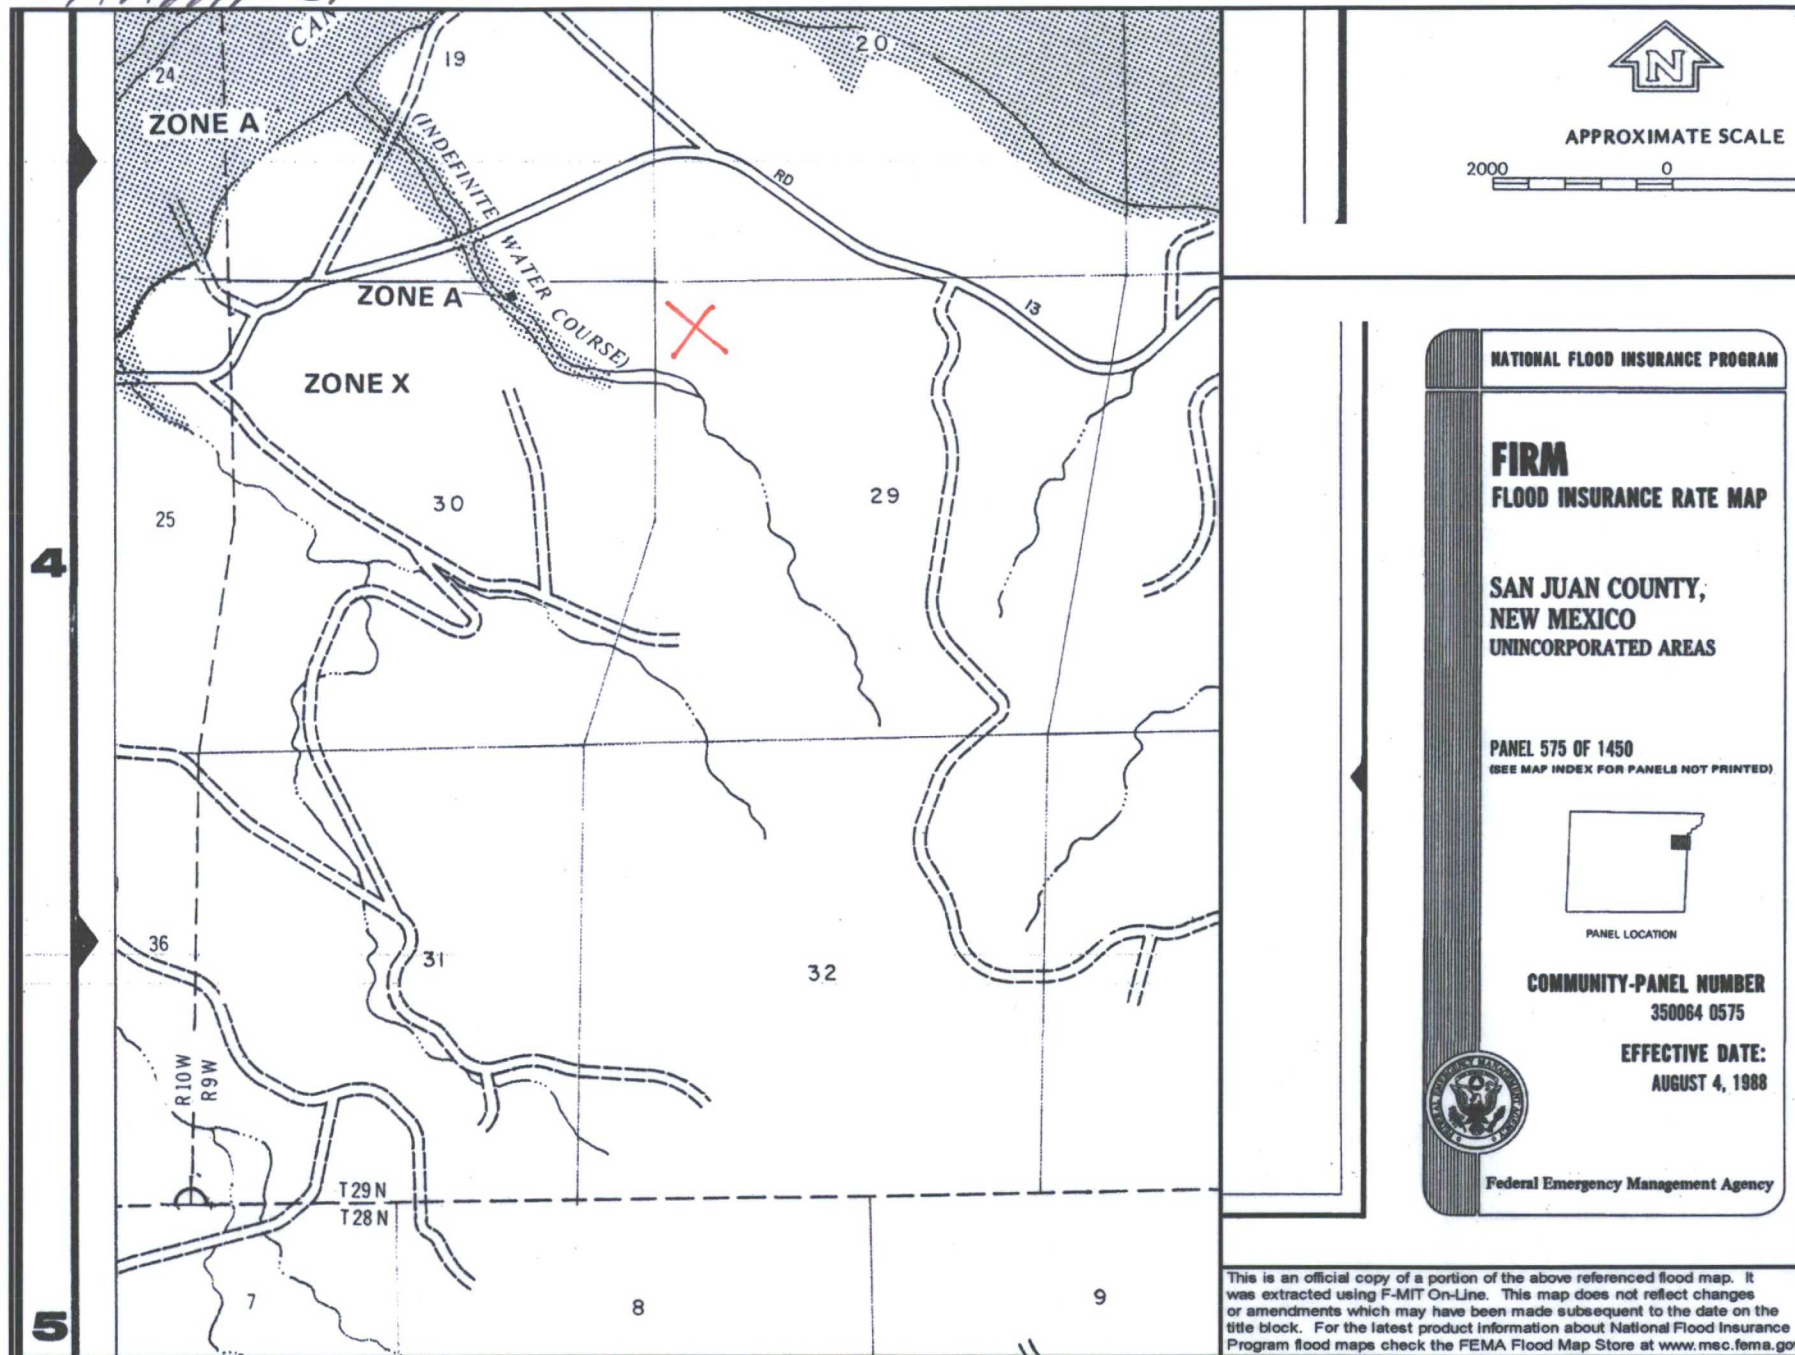 CAN
19
20
24
ZONE A
(INDEFINITE WATER COURSE)
RD
ZONE A
13
ZONE X
30
29
25
4
31
32
36
R10W
R9W
T29N
T28N
7
8
9
5
N
APPROXIMATE SCALE
2000 0
NATIONAL FLOOD INSURANCE PROGRAM
FIRM
FLOOD INSURANCE RATE MAP
SAN JUAN COUNTY,
NEW MEXICO
UNINCORPORATED AREAS
PANEL 575 OF 1450
(SEE MAP INDEX FOR PANELS NOT PRINTED)
PANEL LOCATION
COMMUNITY-PANEL NUMBER
350064 0575
EFFECTIVE DATE:
AUGUST 4, 1988
FEDERAL EMERGENCY MANAGEMENT AGENCY
Federal Emergency Management Agency
This is an official copy of a portion of the above referenced flood map. It
was extracted using F-MIT On-Line. This map does not reflect changes
or amendments which may have been made subsequent to the date on the
title block. For the latest product information about National Flood Insurance
Program flood maps check the FEMA Flood Map Store at www.msc.fema.gov